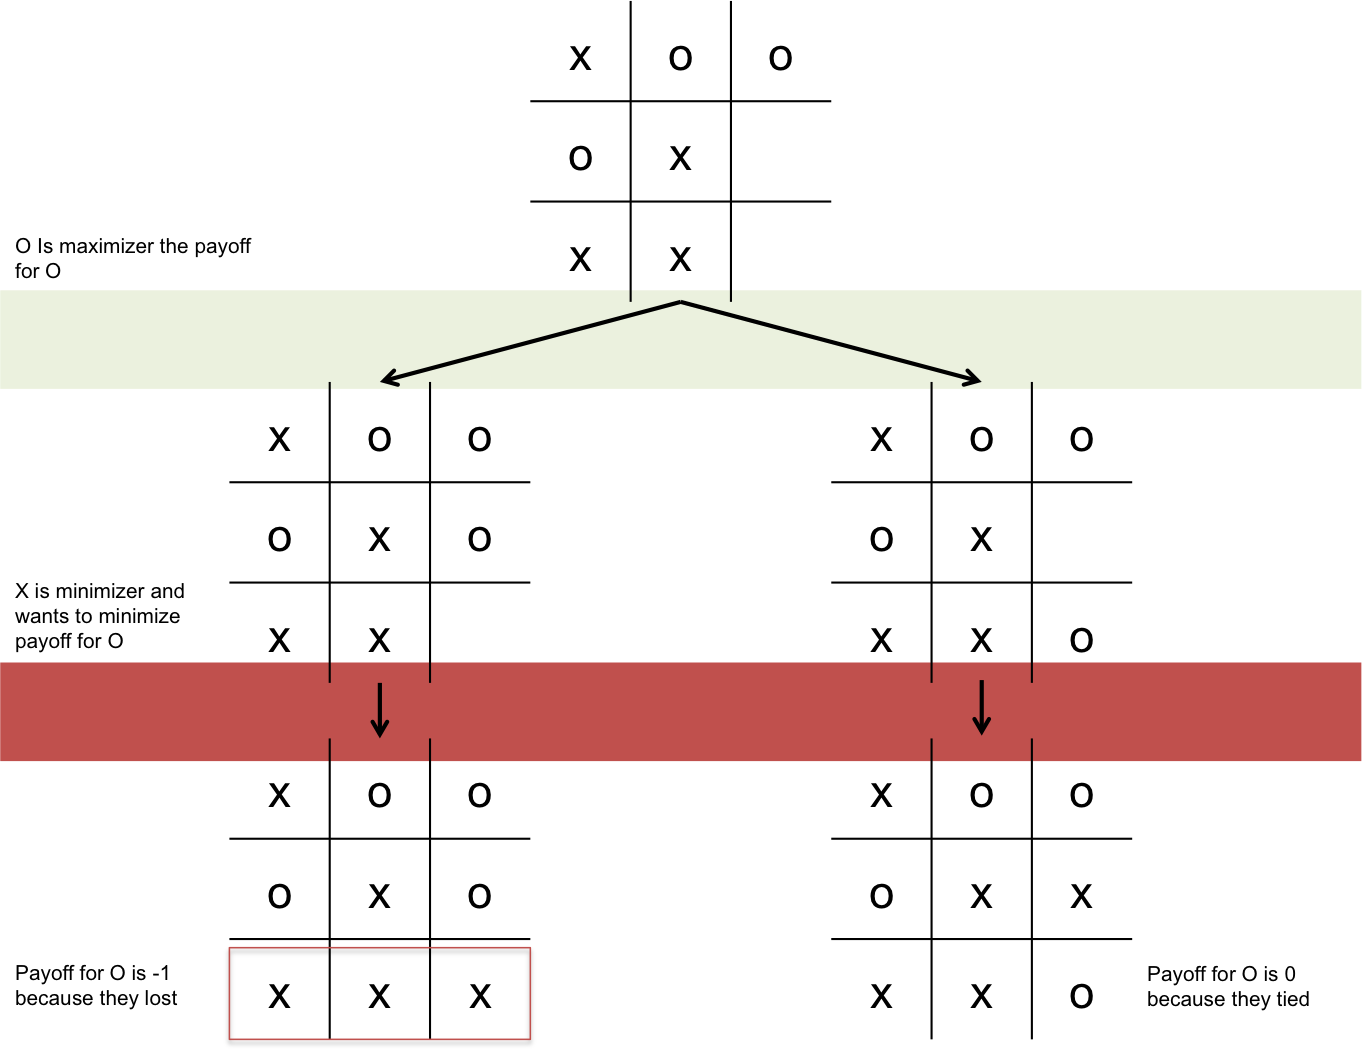 x o o
o x
x x
O Is maximizer the payoff
for O
x o o
o x o
x x
x o o
o x
x x o
X is minimizer and
wants to minimize
payoff for O
x o o
o x o
x x x
x o o
o x x
x x o
Payoff for O is -1
because they lost
Payoff for O is 0
because they tied